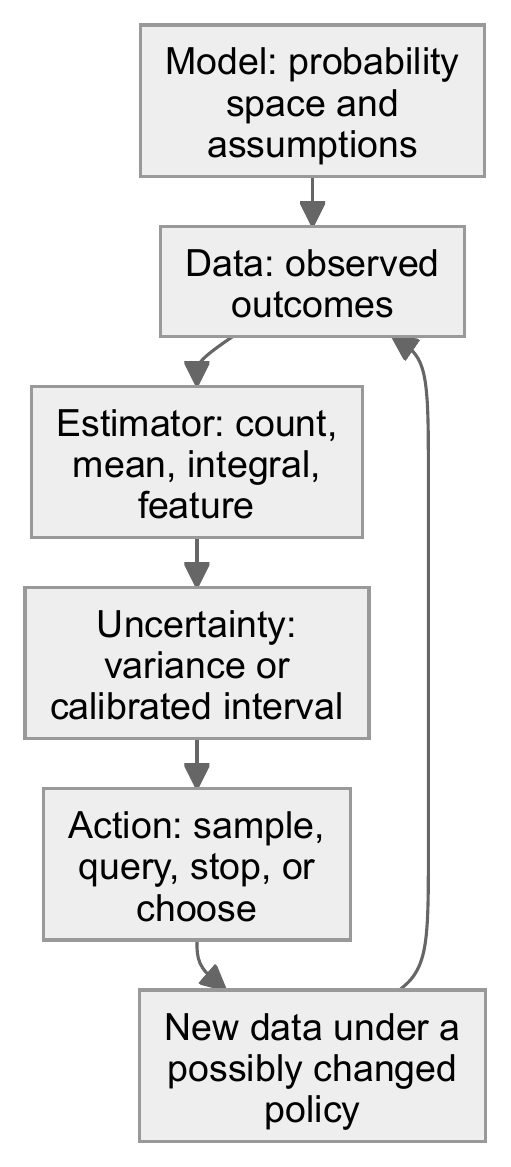 Model: probability
space and
assumptions
Data: observed
outcomes
Estimator: count,
mean, integral,
feature
Uncertainty:
variance or
calibrated interval
Action: sample,
query, stop, or
choose
New data under a
possibly changed
policy